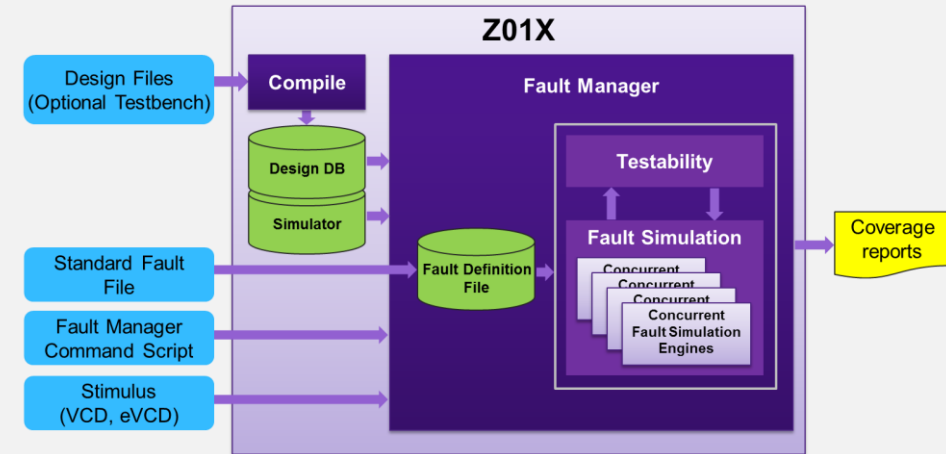 Z01X
Design Files
(Optional Testbench)
Compile
Fault Manager
Design DB
Simulator
Testability
Fault Simulation
Standard Fault
File
Fault Definition
File
Concurrent
Concurrent
Concurrent
Concurrent
Fault Simulation
Engines
Coverage
reports
Fault Manager
Command Script
Stimulus
(VCD, eVCD)